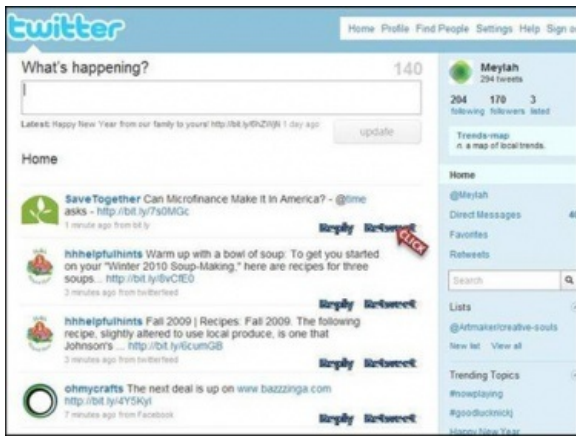 twitter
Home Profile Find People Settings Help Sign o
What's happening?
140
Latest: Happy New Year from our family to yours! 1 day ago
update
Home
SaveTogether Can Microfinance Make It In America? - @time
asks - http://bit.ly/7s0MGc
1 minute ago from bit.ly
Reply Retweet
CLICK
hhhelpfulhints Warm up with a bowl of soup: To get you started
on your "Winter 2010 Soup-Making," here are recipes for three
soups... http://bit.ly/8vCfE0
3 minutes ago from twitterfeed
Reply Retweet
hhhelpfulhints Fall 2009 | Recipes: Fall 2009. The following
recipe, slightly altered to use local produce, is one that
Johnson's ... http://bit.ly/6cumGB
3 minutes ago from twitterfeed
Reply Retweet
ohmycrafts The next deal is up on www.bazzzinga.com
http://bit.ly/4Y5Kyl
7 minutes ago from Facebook
Reply Retweet
Meylah
294 tweets
204 170 3
following followers listed
Trends-map
n. a map of local trends.
Home
@Meylah
Direct Messages
Favorites
Retweets
Search
Lists
@Artmaker/creative-souls
New list View all
Trending Topics
#nowplaying
#goodlucknickj
Happy New Year